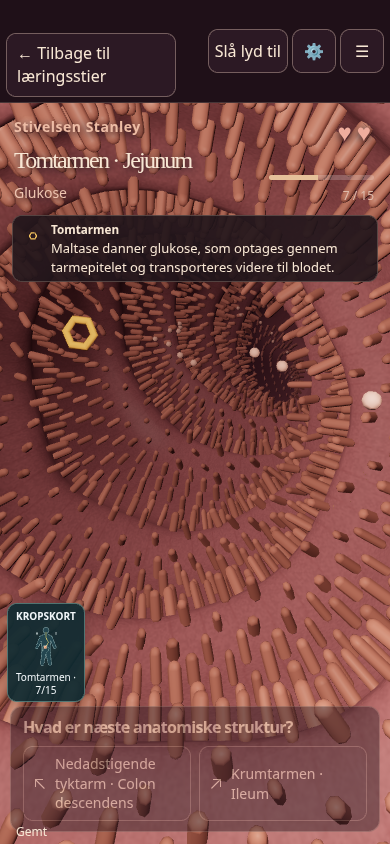 ← Tilbage til
læringsstier
Slå lyd til
Stivelsen Stanley
Tomtarmen · Jejunum
Glukose
7 / 15
Tomtarmen
Maltase danner glukose, som optages gennem
tarmepitelet og transporteres videre til blodet.
KROPSKORT
Tomtarmen ·
7/15
Hvad er næste anatomiske struktur?
Nedadstigende
tyktarm · Colon
descendens
Krumtarmen ·
Ileum
Gemt